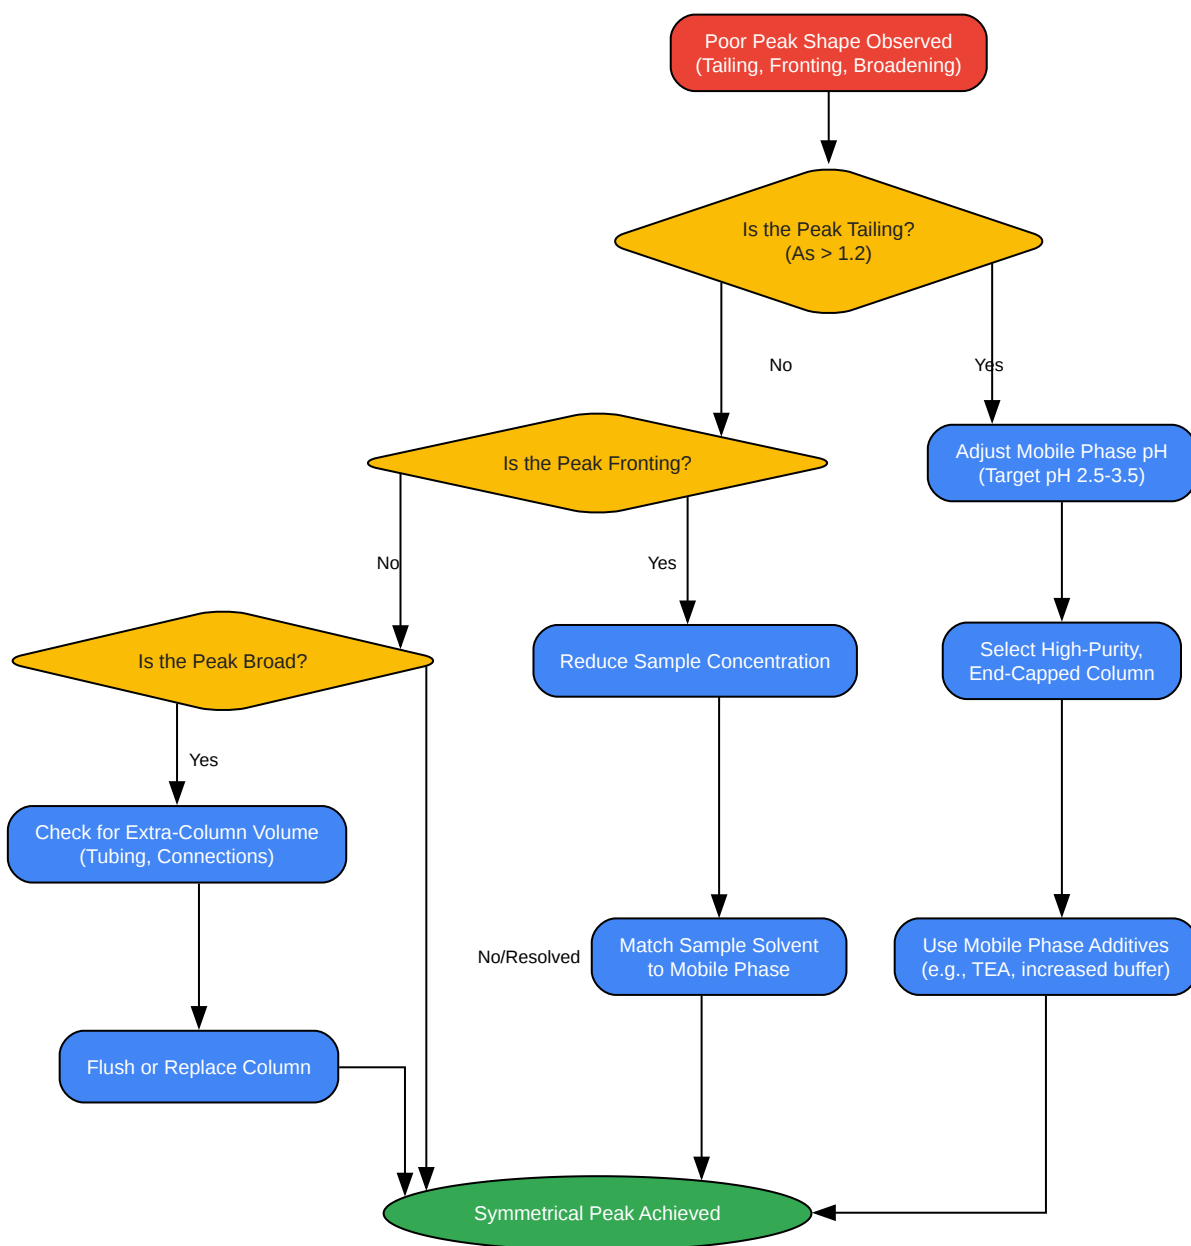 Poor Peak Shape Observed
(Tailing, Fronting, Broadening)
Is the Peak Tailing?
(As > 1.2)
No
Yes
Is the Peak Fronting?
Adjust Mobile Phase pH
(Target pH 2.5-3.5)
No
Yes
Is the Peak Broad?
Reduce Sample Concentration
Select High-Purity,
End-Capped Column
Yes
Check for Extra-Column Volume
(Tubing, Connections)
No/Resolved
Match Sample Solvent
to Mobile Phase
Use Mobile Phase Additives
(e.g., TEA, increased buffer)
Flush or Replace Column
Symmetrical Peak Achieved